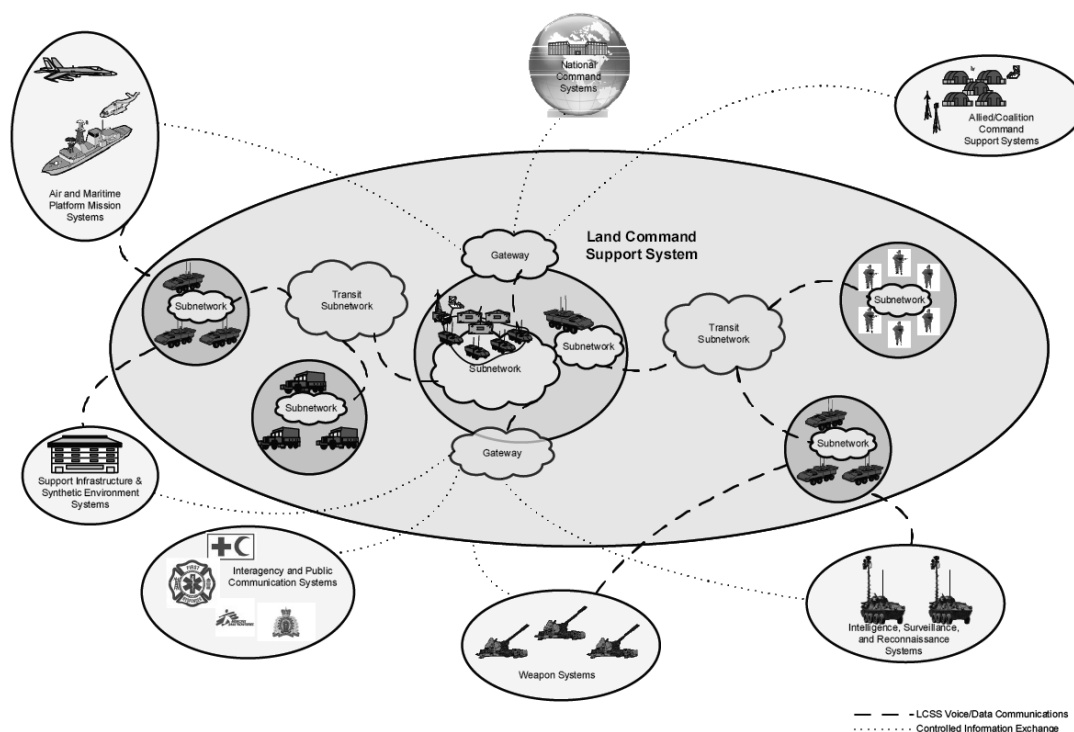 National
Command
Systems
Allied/Coalition
Command
Support Systems
Air and Maritime
Platform Mission
Systems
Land Command
Support System
Gateway
Subnetwork
Transit
Subnetwork
Subnetwork
Transit
Subnetwork
Subnetwork
Subnetwork
Subnetwork
Subnetwork
Gateway
Support Infrastructure &
Synthetic Environment
Systems
Interagency and Public
Communication Systems
FIRST
Weapon Systems
Intelligence, Surveillance,
and Reconnaissance
Systems
LCSS Voice/Data Communications
Controlled Information Exchange